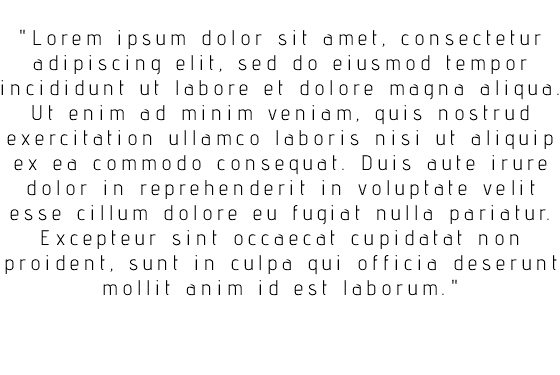 "Lorem ipsum dolor sit amet, consectetur
adipiscing elit, sed do eiusmod tempor
incididunt ut labore et dolore magna aliqua.
Ut enim ad minim veniam, quis nostrud
exercitation ullamco laboris nisi ut aliquip
ex ea commodo consequat. Duis aute irure
dolor in reprehenderit in voluptate velit
esse cillum dolore eu fugiat nulla pariatur.
Excepteur sint occaecat cupidatat non
proident, sunt in culpa qui officia deserunt
mollit anim id est laborum."